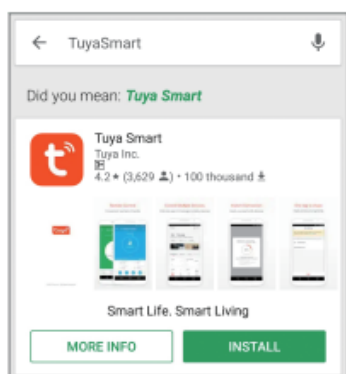 TuyaSmart
Did you mean: Tuya Smart
Tuya Smart
Tuya Inc.
4.2 ★ (3,629 👤) • 100 thousand
Smart Life. Smart Living
MORE INFO
INSTALL